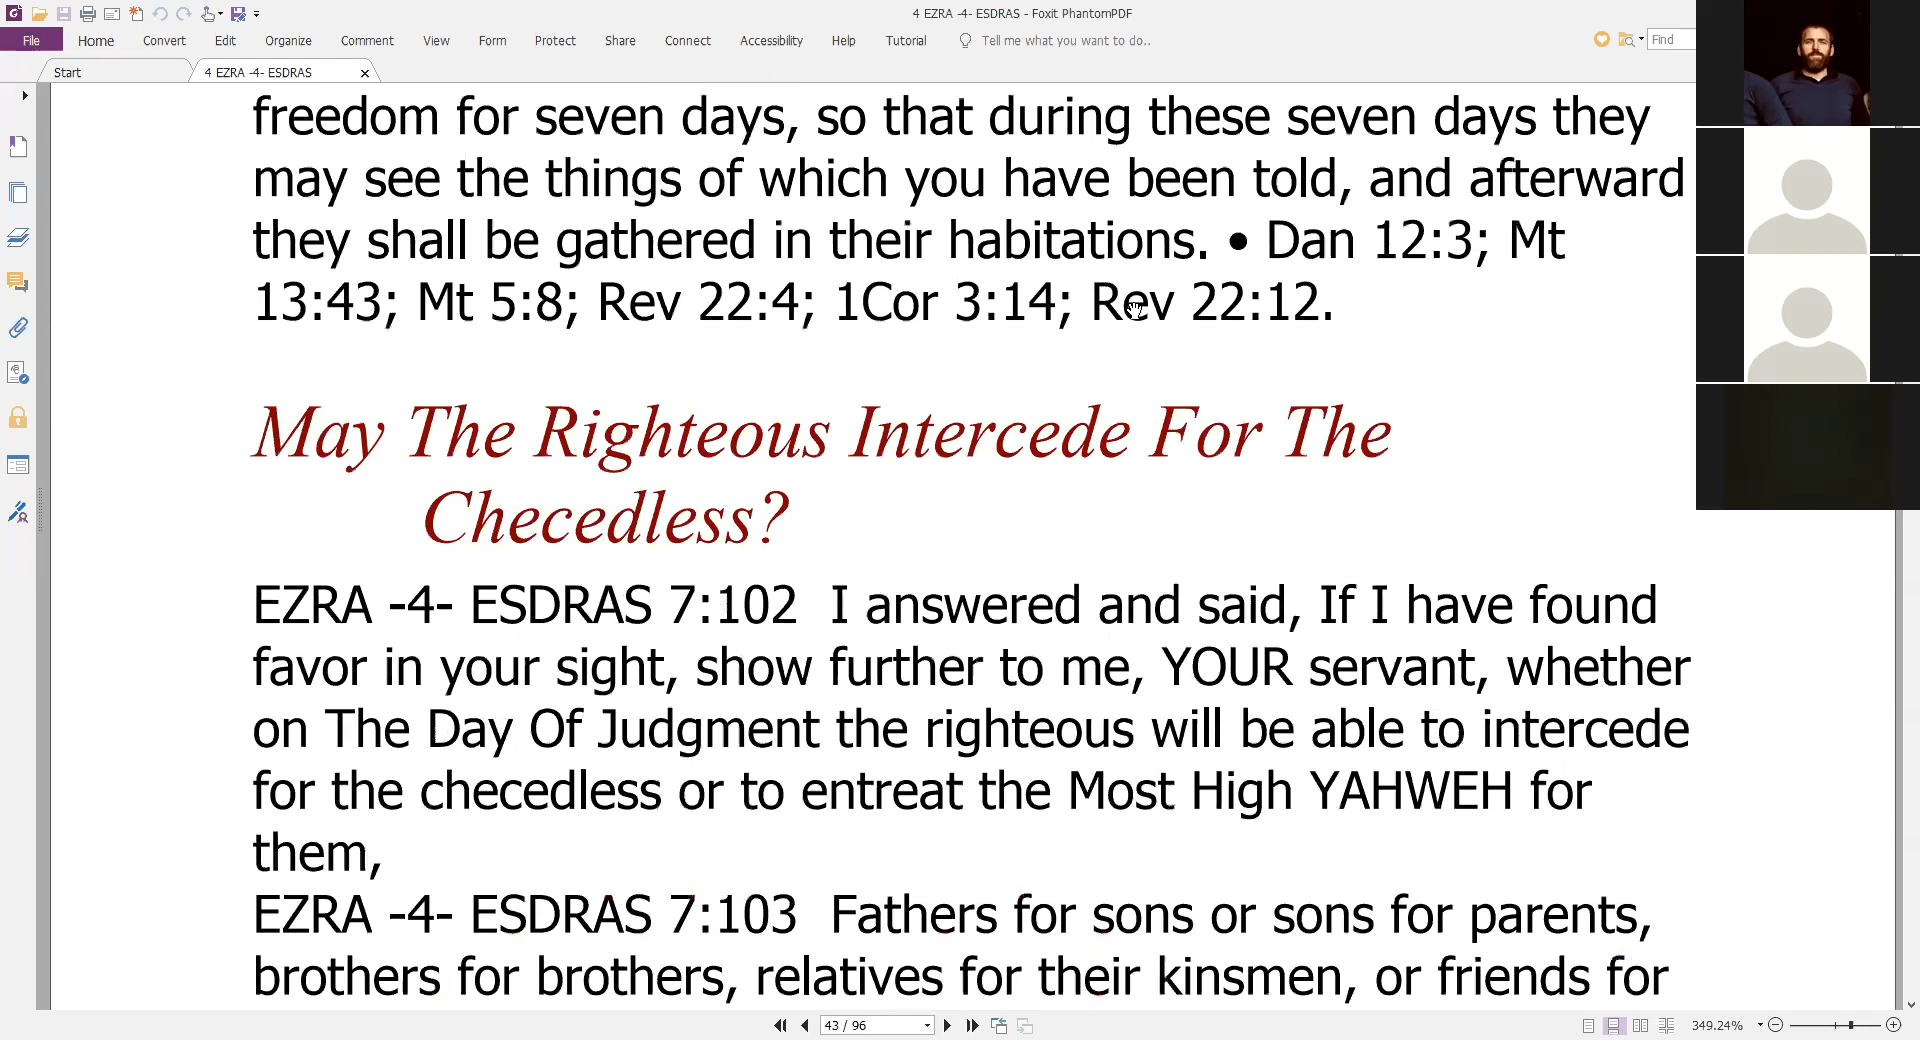 4 EZRA -4- ESDRAS - Foxit PhantomPDF
File Home Convert Edit Organize Comment View Form Protect Share Connect Accessibility Help Tutorial Tell me what you want to do.. Find
Start 4 EZRA -4- ESDRAS
freedom for seven days, so that during these seven days they
may see the things of which you have been told, and afterward
they shall be gathered in their habitations. • Dan 12:3; Mt
13:43; Mt 5:8; Rev 22:4; 1Cor 3:14; Rev 22:12.
May The Righteous Intercede For The
Checedless?
EZRA -4- ESDRAS 7:102 I answered and said, If I have found
favor in your sight, show further to me, YOUR servant, whether
on The Day Of Judgment the righteous will be able to intercede
for the checedless or to entreat the Most High YAHWEH for
them,
EZRA -4- ESDRAS 7:103 Fathers for sons or sons for parents,
brothers for brothers, relatives for their kinsmen, or friends for
43 / 96 349.24%